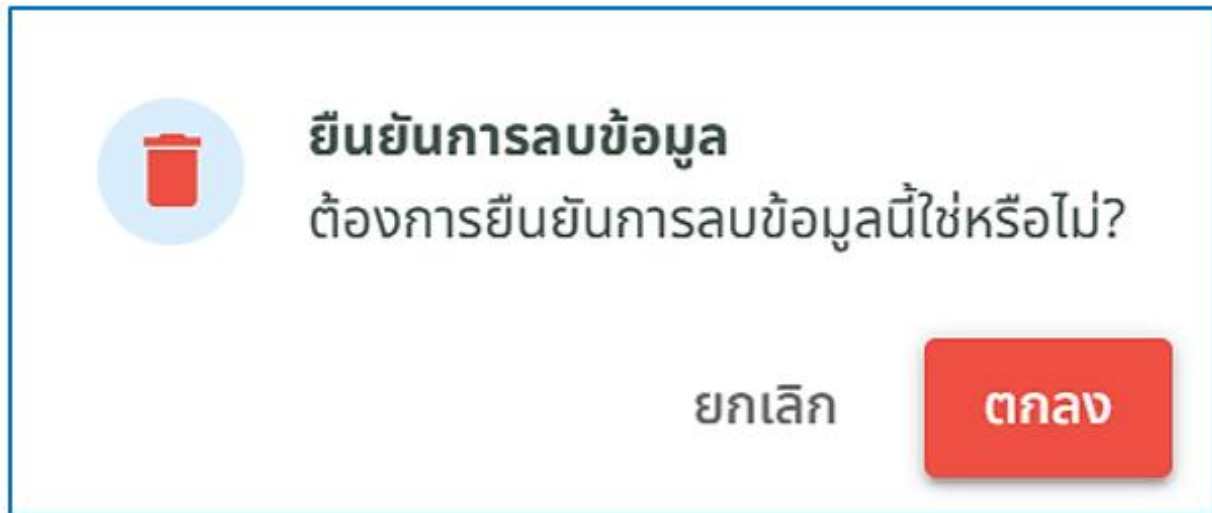 ยืนยันการลบข้อมูล
ต้องการยืนยันการลบข้อมูลนี้ใช่หรือไม่?
ยกเลิก ตกลง